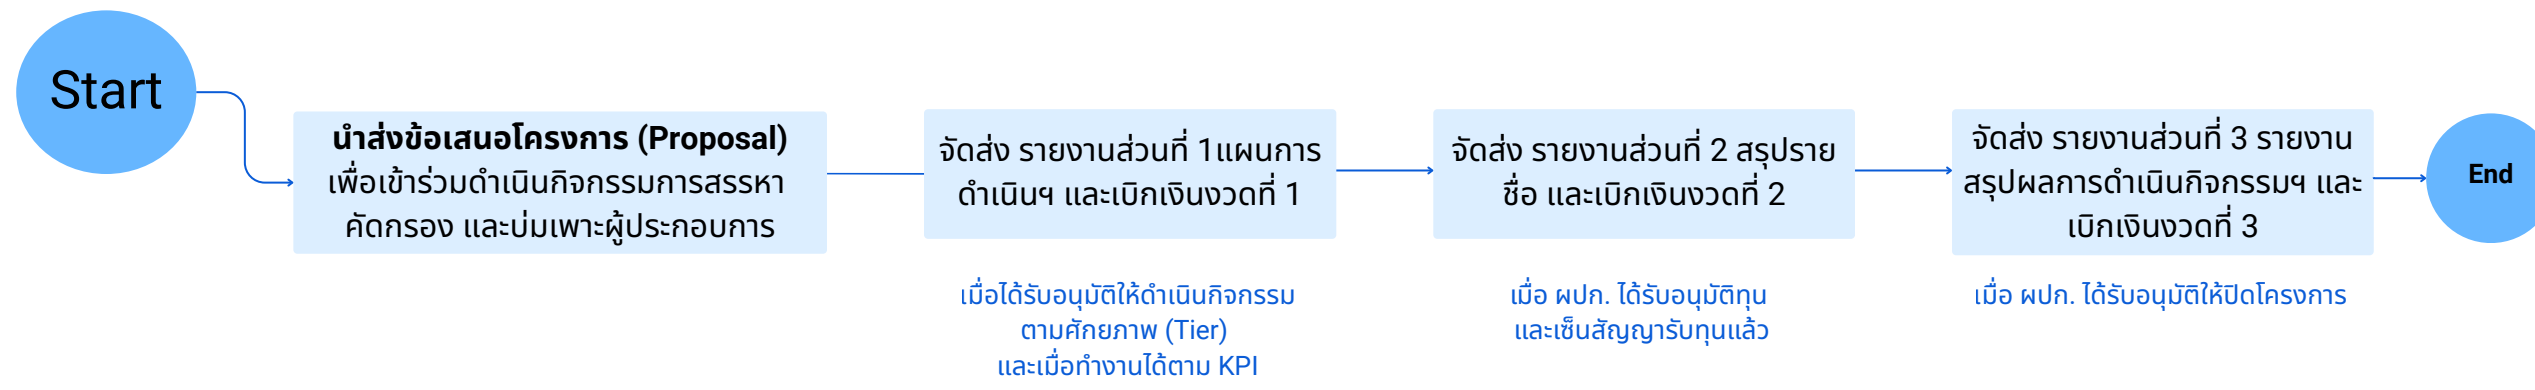 Start
นำส่งข้อเสนอโครงการ (Proposal)
เพื่อเข้าร่วมดำเนินกิจกรรมการสรรหา
คัดกรอง และบ่มเพาะผู้ประกอบการ
จัดส่ง รายงานส่วนที่ 1แผนการ
ดำเนินฯ และเบิกเงินงวดที่ 1
เมื่อได้รับอนุมัติให้ดำเนินกิจกรรม
ตามศักยภาพ (Tier)
และเมื่อทำงานได้ตาม KPI
จัดส่ง รายงานส่วนที่ 2 สรุปราย
ชื่อ และเบิกเงินงวดที่ 2
เมื่อ ผปก. ได้รับอนุมัติทุน
และเซ็นสัญญารับทุนแล้ว
จัดส่ง รายงานส่วนที่ 3 รายงาน
สรุปผลการดำเนินกิจกรรมฯ และ
เบิกเงินงวดที่ 3
เมื่อ ผปก. ได้รับอนุมัติให้ปิดโครงการ
End